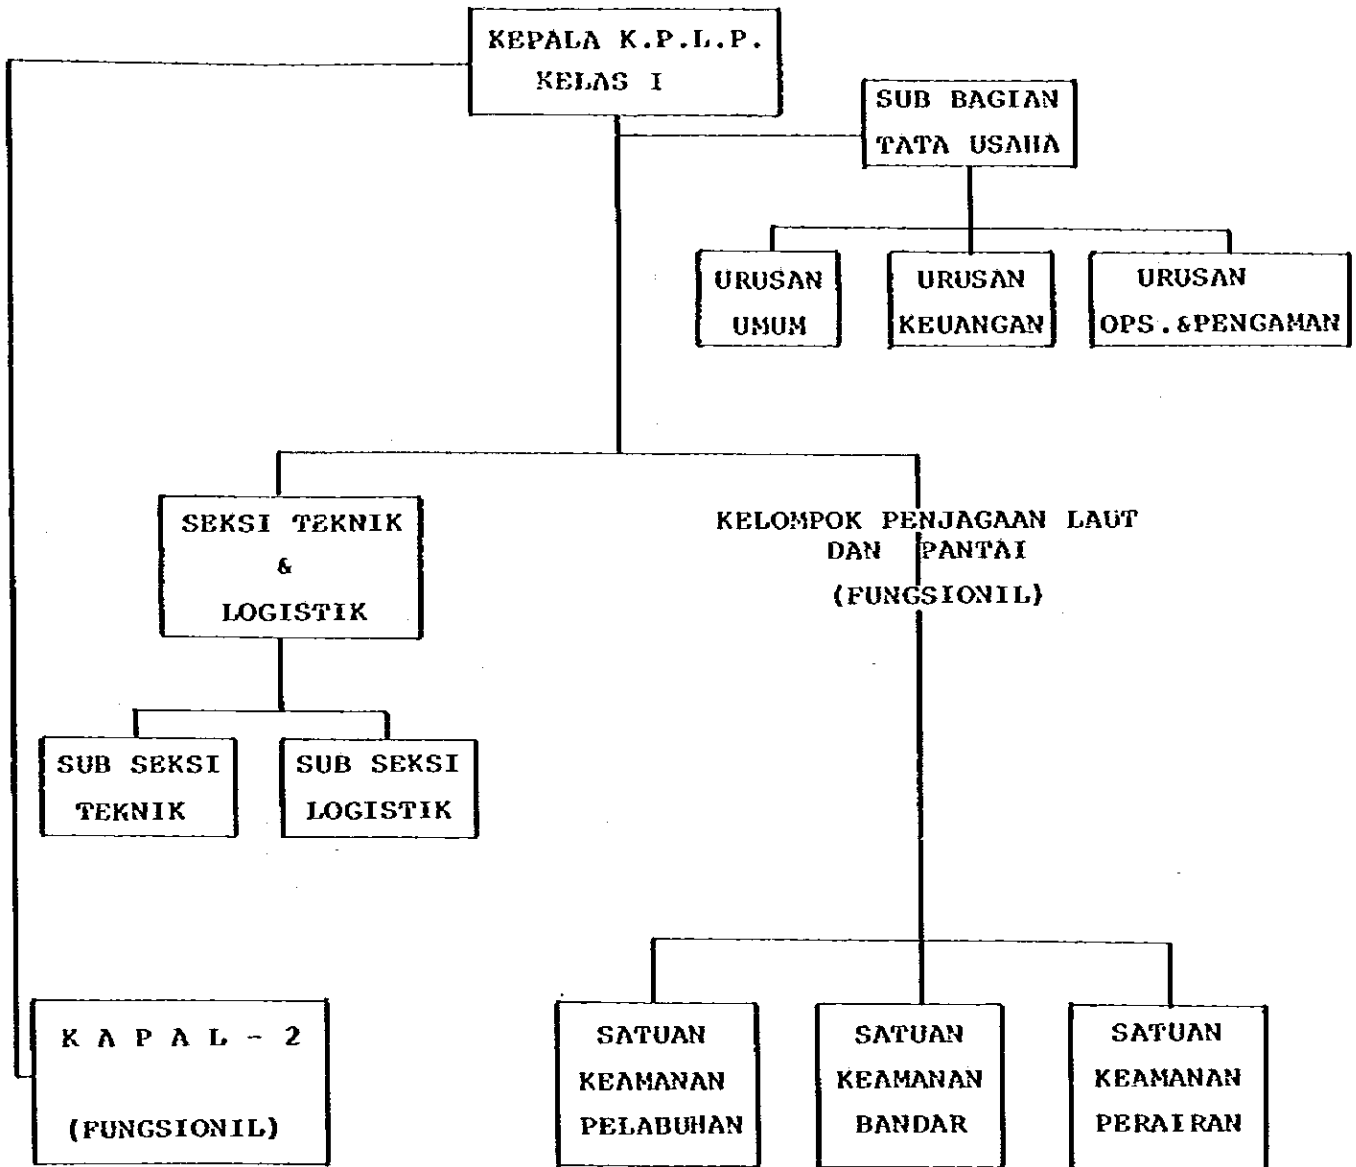 KEPALA K.P.L.P.
KELAS I
SUB BAGIAN
TATA USAHA
URUSAN
UMUM
URUSAN
KEUANGAN
URUSAN
OPS.&PENGAMAN
SEKSI TEKNIK
&
LOGISTIK
KELOMPOK PENJAGAAN LAUT
DAN PANTAI
(FUNGSIONIL)
SUB SEKSI
TEKNIK
SUB SEKSI
LOGISTIK
K A P A L - 2
(FUNGSIONIL)
SATUAN
KEAMANAN
PELABUHAN
SATUAN
KEAMANAN
BANDAR
SATUAN
KEAMANAN
PERAIRAN